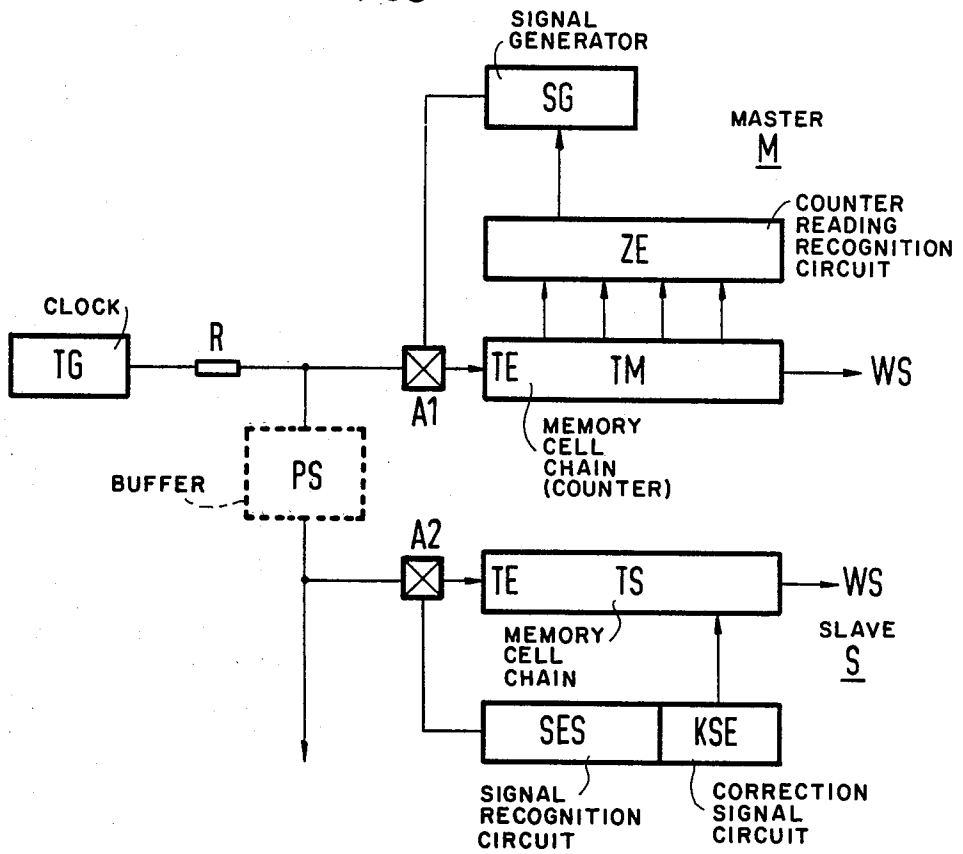 SIGNAL
GENERATOR
SG
MASTER
M
COUNTER
READING
RECOGNITION
CIRCUIT
ZE
CLOCK
TG
R
A1
TE TM
WS
MEMORY
CELL
CHAIN
(COUNTER)
BUFFER
PS
A2
TE TS
WS
SLAVE
S
MEMORY
CELL
CHAIN
SES
KSE
SIGNAL
RECOGNITION
CIRCUIT
CORRECTION
SIGNAL
CIRCUIT